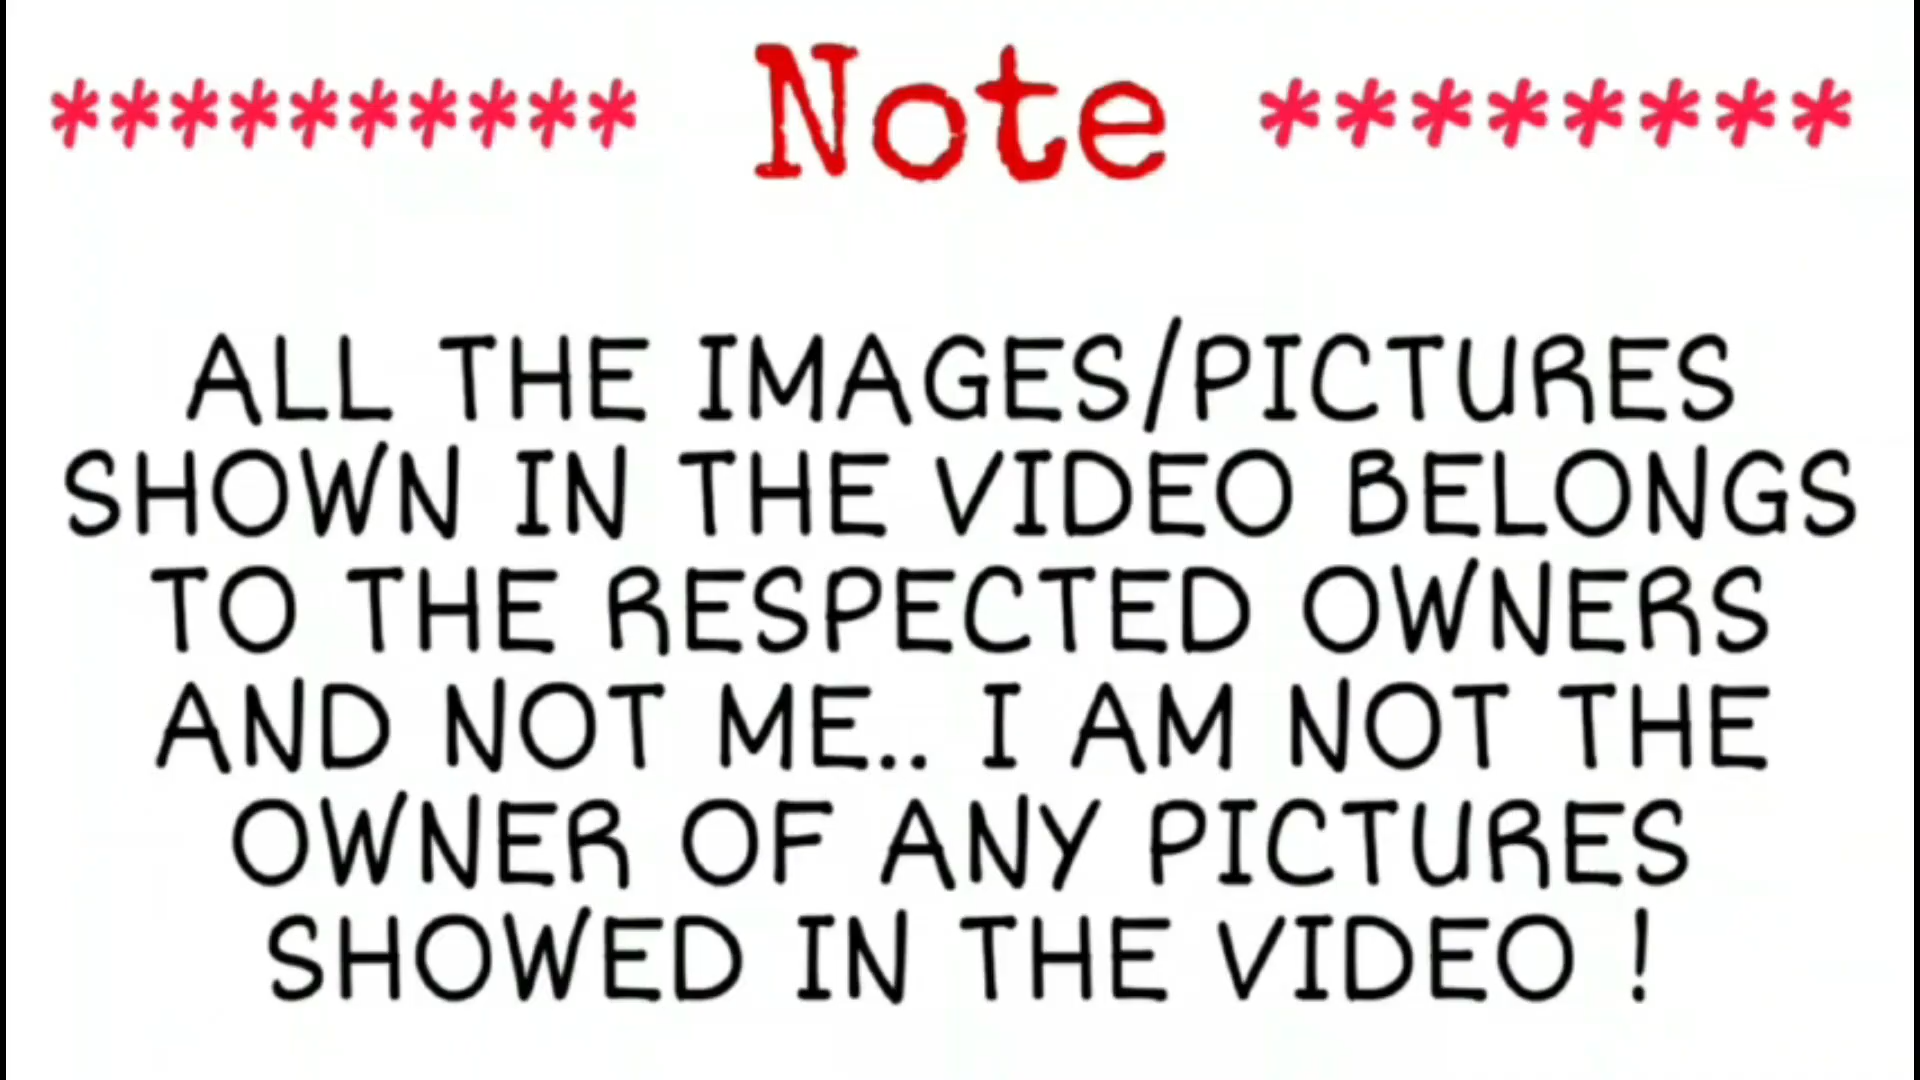 ********** Note ********
ALL THE IMAGES/PICTURES
SHOWN IN THE VIDEO BELONGS
TO THE RESPECTED OWNERS
AND NOT ME.. I AM NOT THE
OWNER OF ANY PICTURES
SHOWED IN THE VIDEO !